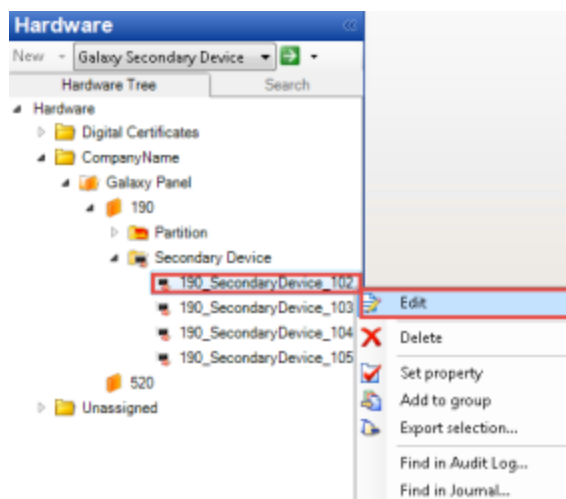 Hardware
New Galaxy Secondary Device
Hardware Tree Search
Hardware
Digital Certificates
CompanyName
Galaxy Panel
190
Partition
Secondary Device
190_SecondaryDevice_102
190_SecondaryDevice_103
190_SecondaryDevice_104
190_SecondaryDevice_105
520
Unassigned
Edit
Delete
Set property
Add to group
Export selection...
Find in Audit Log...
Find in Journal...